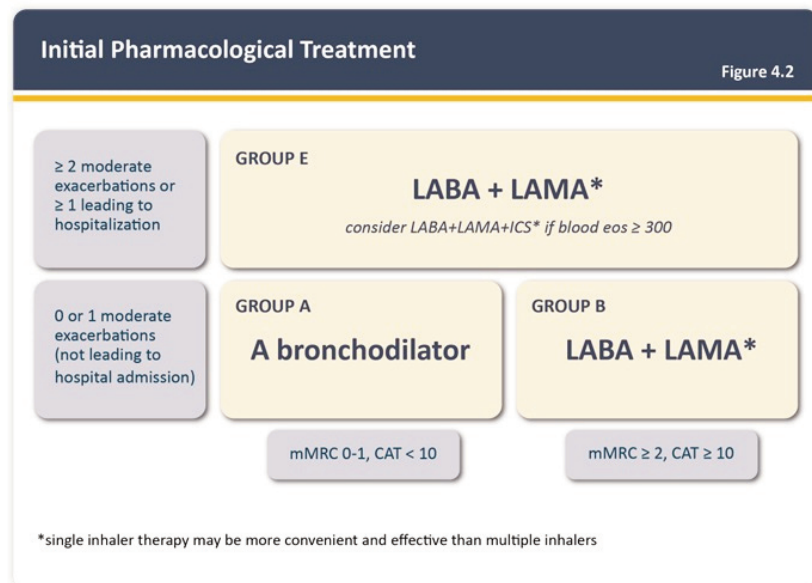 Initial Pharmacological Treatment
Figure 4.2
≥ 2 moderate
exacerbations or
≥ 1 leading to
hospitalization
GROUP E
LABA + LAMA*
consider LABA+LAMA+ICS* if blood eos ≥ 300
0 or 1 moderate
exacerbations
(not leading to
hospital admission)
GROUP A
A bronchodilator
GROUP B
LABA + LAMA*
mMRC 0-1, CAT < 10
mMRC ≥ 2, CAT ≥ 10
*single inhaler therapy may be more convenient and effective than multiple inhalers